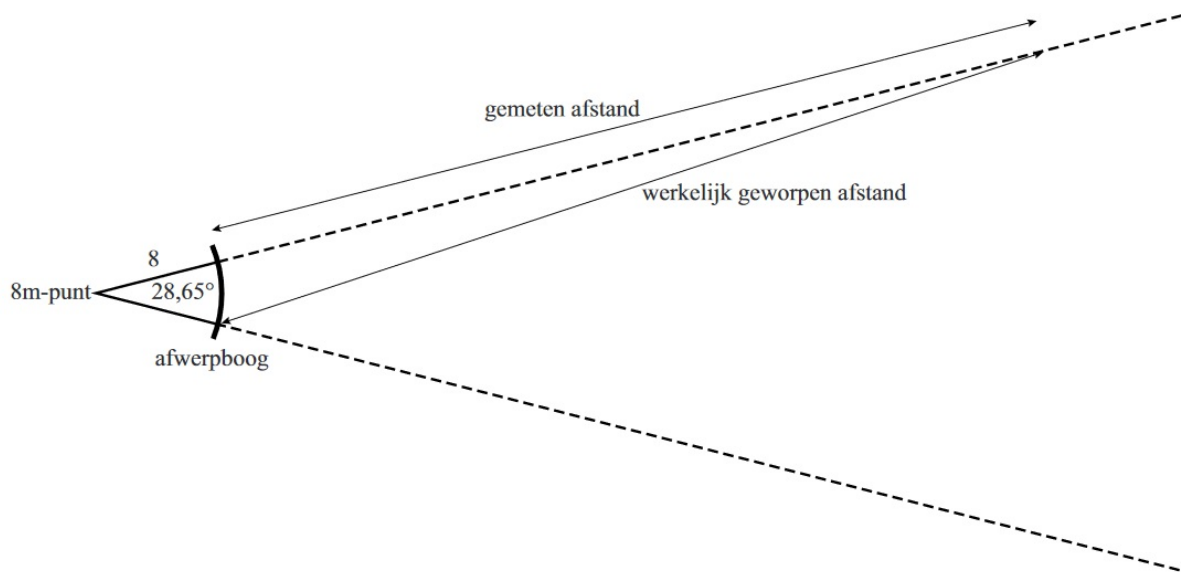 gemeten afstand
werkelijk geworpen afstand
8
8m-punt
28,65°
afwerpboog